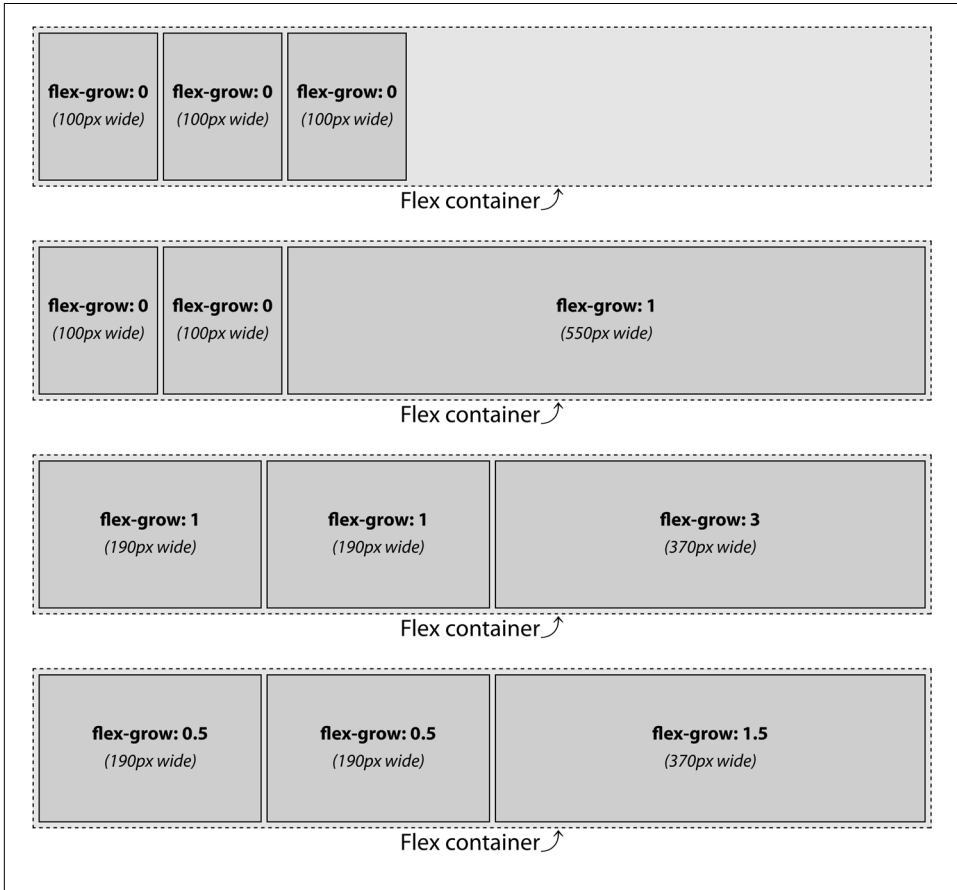 flex-grow: 0 flex-grow: 0 flex-grow: 0
(100px wide) (100px wide) (100px wide)
Flex container
flex-grow: 0 flex-grow: 0 flex-grow: 1
(100px wide) (100px wide) (550px wide)
Flex container
flex-grow: 1 flex-grow: 1 flex-grow: 3
(190px wide) (190px wide) (370px wide)
Flex container
flex-grow: 0.5 flex-grow: 0.5 flex-grow: 1.5
(190px wide) (190px wide) (370px wide)
Flex container